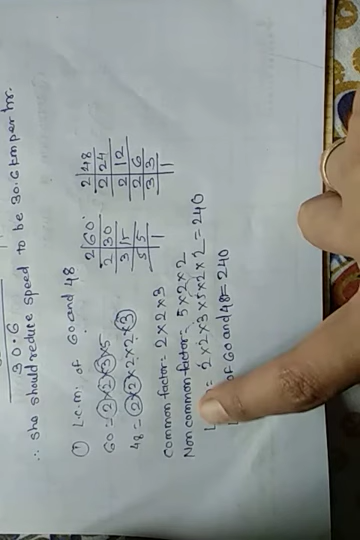 30.6
∴ she should reduce speed to be 30.6 km per hr.
① L.c.m. of 60 and 48
60 = 2×2×3×5
48 = 2×2×2×2×3
2 60
2 30
3 15
5 5
1
2 48
2 24
2 12
2 6
3 3
1
Common factor = 2×2×3
Non common factor = 5×2×2
= 2×2×3×5×2×2 = 240
of 60 and 48 = 240